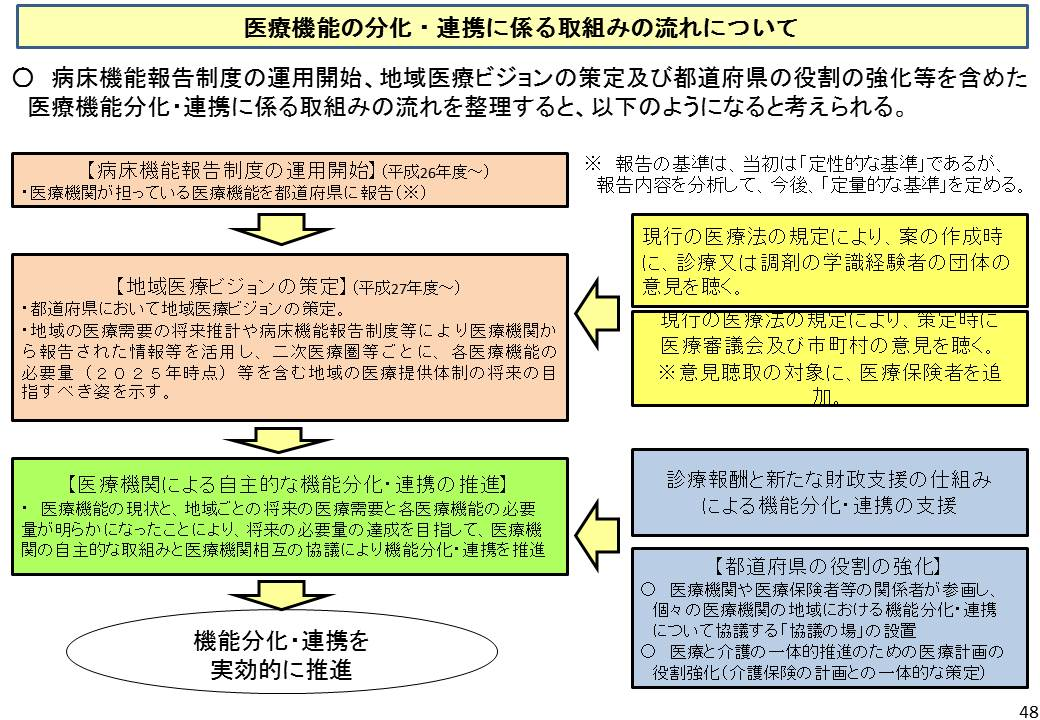 医療機能の分化・連携に係る取組みの流れについて
○　病床機能報告制度の運用開始、地域医療ビジョンの策定及び都道府県の役割の強化等を含めた
医療機能分化・連携に係る取組みの流れを整理すると、以下のようになると考えられる。
【病床機能報告制度の運用開始】（平成26年度～）
・医療機関が担っている医療機能を都道府県に報告（※）
※　報告の基準は、当初は「定性的な基準」であるが、
報告内容を分析して、今後、「定量的な基準」を定める。
【地域医療ビジョンの策定】（平成27年度～）
・都道府県において地域医療ビジョンの策定。
・地域の医療需要の将来推計や病床機能報告制度等により医療機関か
ら報告された情報等を活用し、二次医療圏等ごとに、各医療機能の
必要量（２０２５年時点）等を含む地域の医療提供体制の将来の目
指すべき姿を示す。
現行の医療法の規定により、案の作成時
に、診療又は調剤の学識経験者の団体の
意見を聴く。
現行の医療法の規定により、策定時に
医療審議会及び市町村の意見を聴く。
※意見聴取の対象に、医療保険者を追
加。
【医療機関による自主的な機能分化・連携の推進】
・　医療機能の現状と、地域ごとの将来の医療需要と各医療機能の必要
量が明らかになったことにより、将来の必要量の達成を目指して、医療機
関の自主的な取組みと医療機関相互の協議により機能分化・連携を推進
診療報酬と新たな財政支援の仕組み
による機能分化・連携の支援
【都道府県の役割の強化】
○　医療機関や医療保険者等の関係者が参画し、
個々の医療機関の地域における機能分化・連携
について協議する「協議の場」の設置
○　医療と介護の一体的推進のための医療計画の
役割強化（介護保険の計画との一体的な策定）
機能分化・連携を
実効的に推進
48